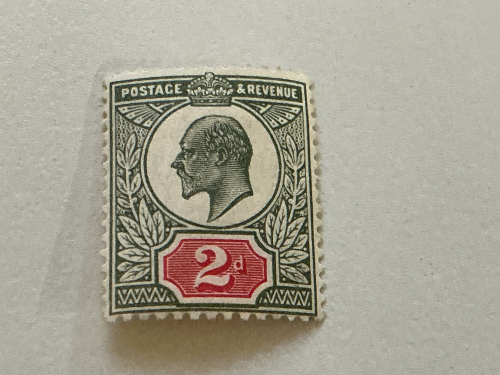 POSTAGE & REVENUE
2d